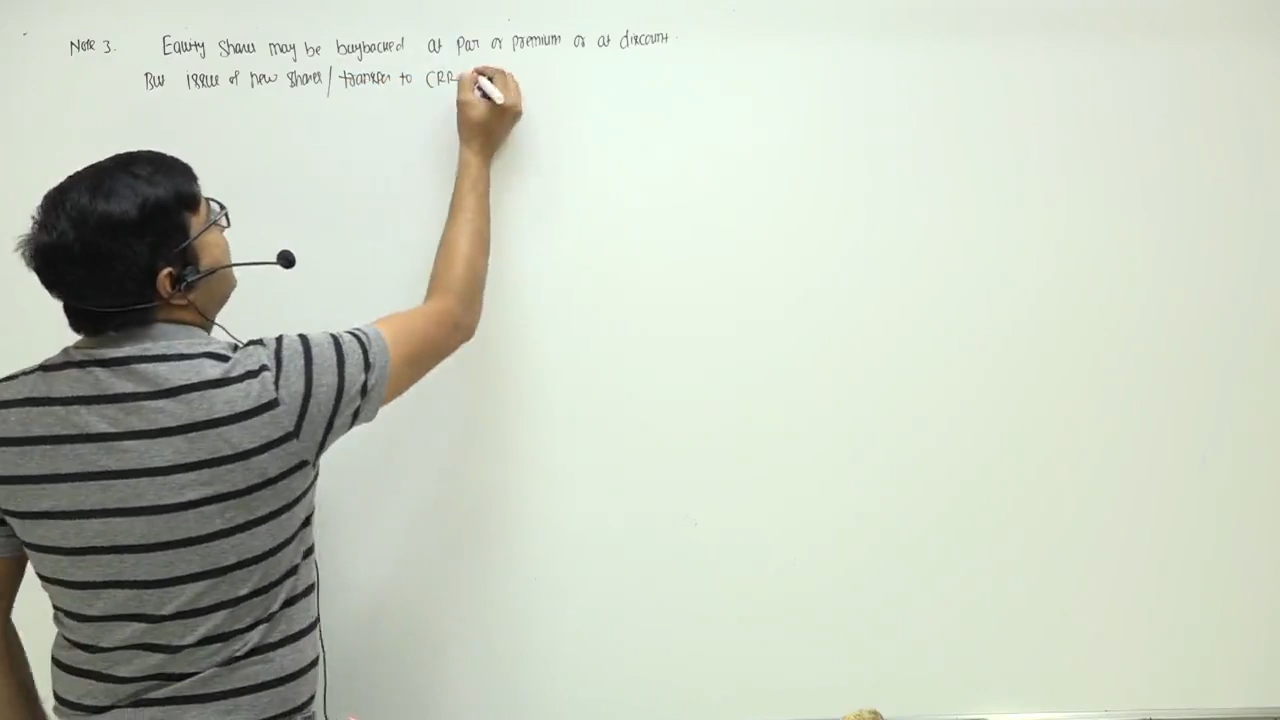 Note 3. Equity shares may be buybacked at par or premium or at discount.
But issue of new shares/ transfer to CRR